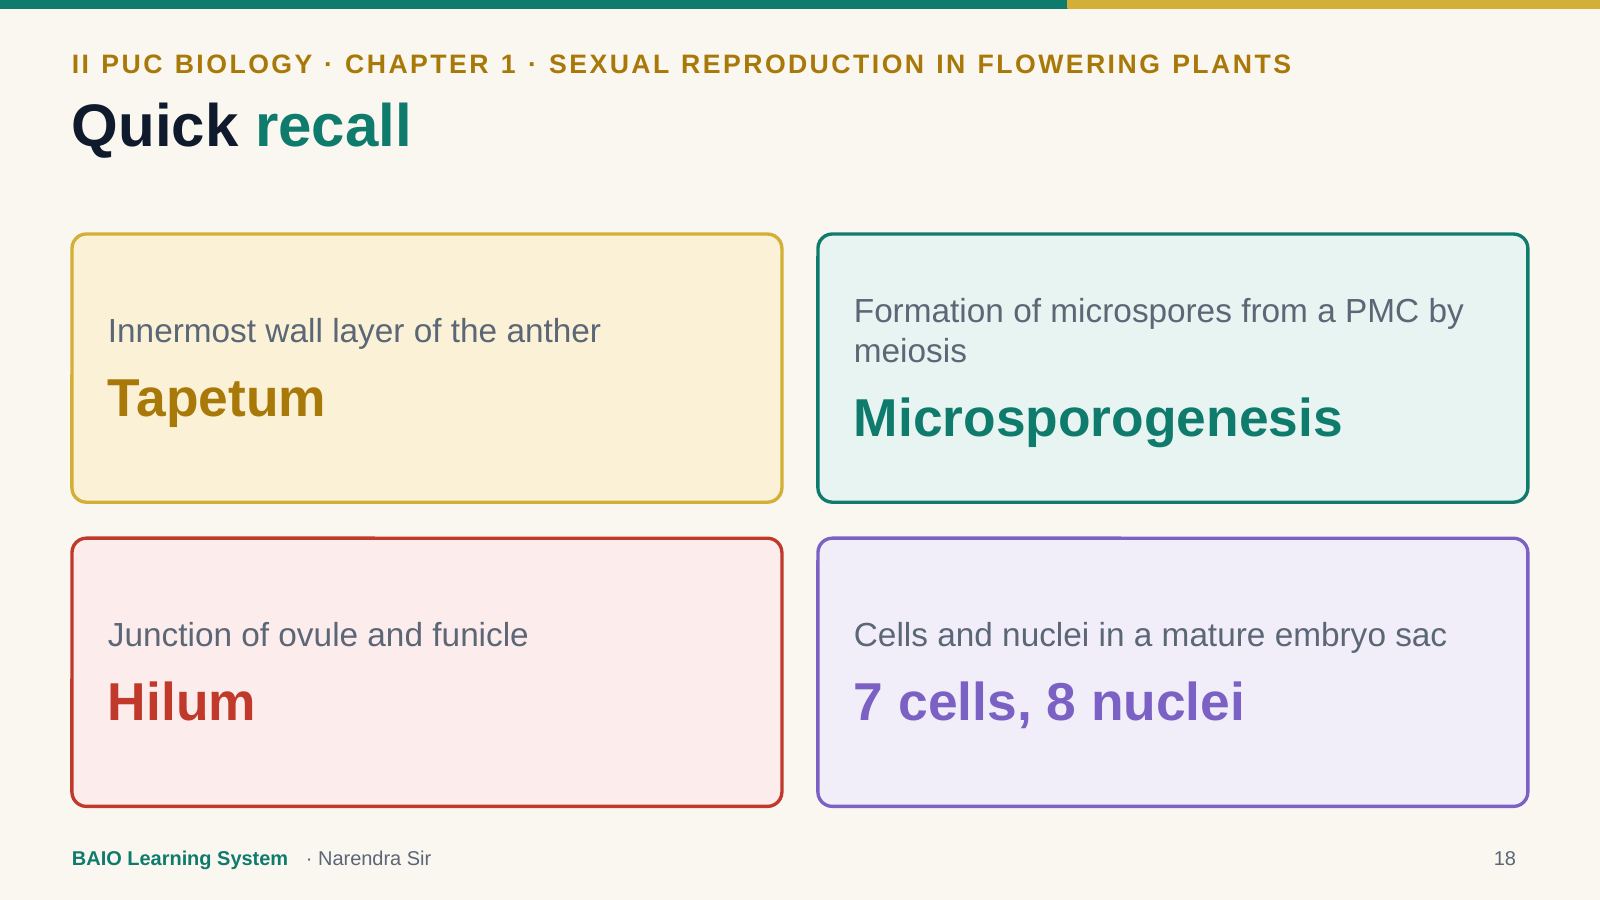 II PUC BIOLOGY · CHAPTER 1 · SEXUAL REPRODUCTION IN FLOWERING PLANTS
Quick recall
Innermost wall layer of the anther
Tapetum
Formation of microspores from a PMC by
meiosis
Microsporogenesis
Junction of ovule and funicle
Hilum
Cells and nuclei in a mature embryo sac
7 cells, 8 nuclei
BAIO Learning System · Narendra Sir
18